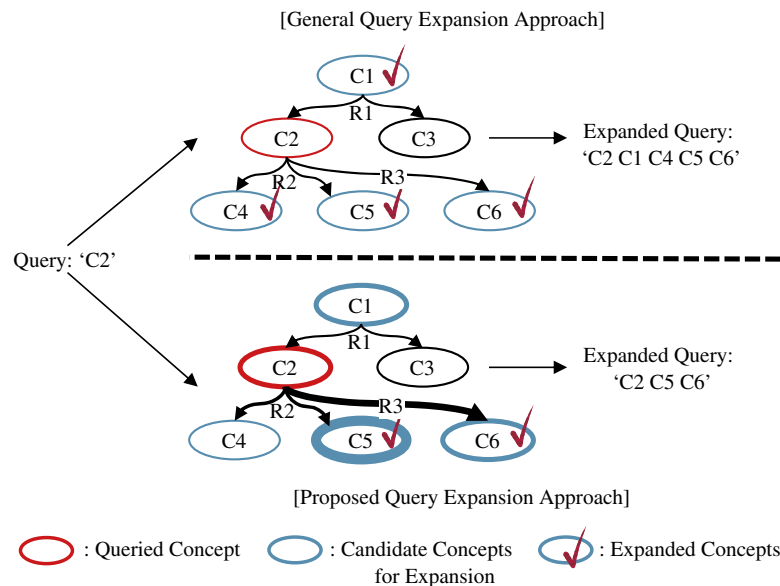 [General Query Expansion Approach]
C1
R1
C2
C3
Expanded Query:
‘C2 C1 C4 C5 C6’
R2
R3
C4
C5
C6
Query: ‘C2’
C1
R1
C2
C3
Expanded Query:
‘C2 C5 C6’
R2
R3
C4
C5
C6
[Proposed Query Expansion Approach]
: Queried Concept
: Candidate Concepts
for Expansion
: Expanded Concepts